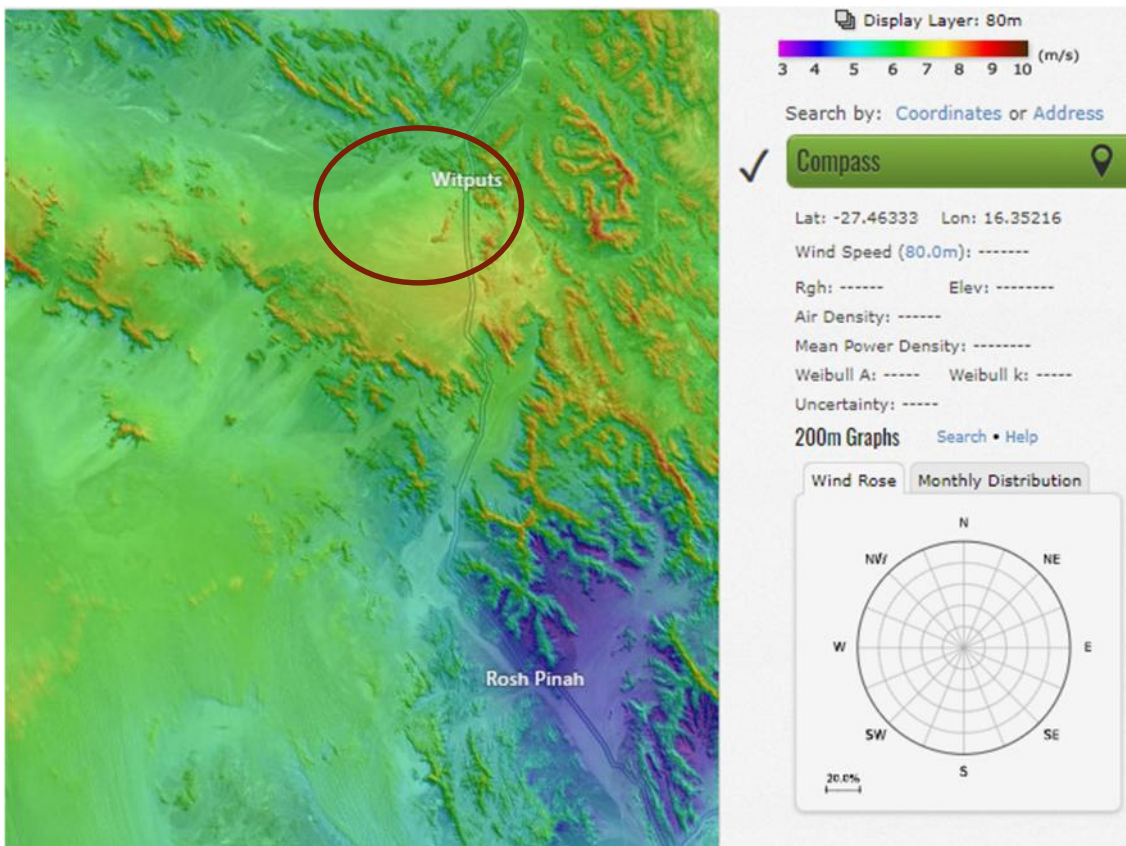 Witputs
Rosh Pinah
Display Layer: 80m
(m/s)
3 4 5 6 7 8 9 10
Search by: Coordinates or Address
Compass
Lat: -27.46333 Lon: 16.35216
Wind Speed (80.0m): -------
Rgh: ------ Elev: --------
Air Density: ------
Mean Power Density: --------
Weibull A: ----- Weibull k: -----
Uncertainty: -----
200m Graphs Search • Help
Wind Rose Monthly Distribution
N
NW NE
W E
SW SE
S
20.0%